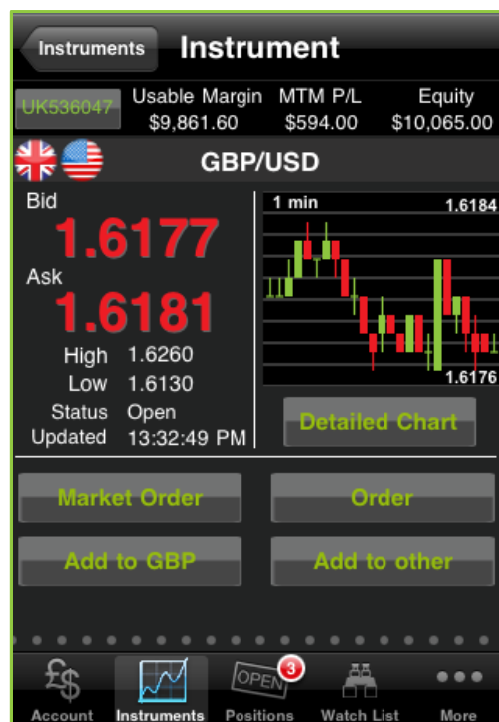 Instruments Instrument
UK536047 Usable Margin MTM P/L Equity
$9,861.60 $594.00 $10,065.00
GBP/USD
Bid
1.6177
Ask
1.6181
High 1.6260
Low 1.6130
Status Open
Updated 13:32:49 PM
1 min 1.6184
1.6176
Detailed Chart
Market Order Order
Add to GBP Add to other
£$ OPEN 3
Account Instruments Positions Watch List More